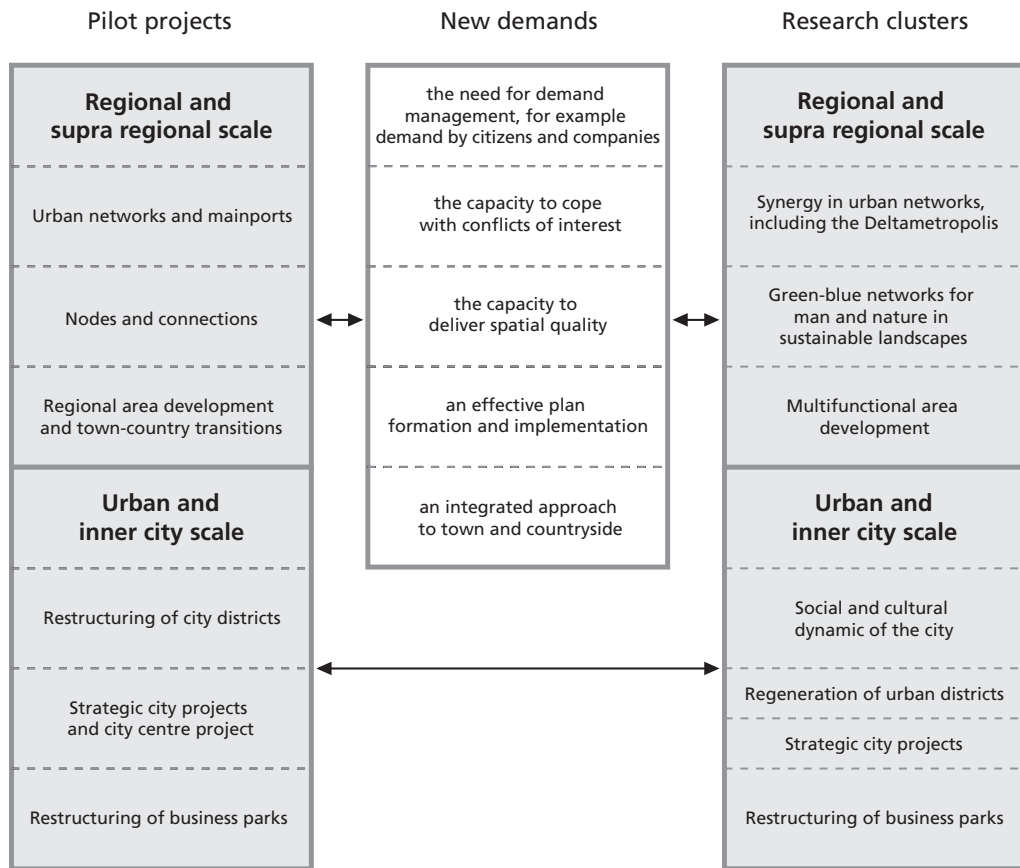 Pilot projects
Regional and
supra regional scale
Urban networks and mainports
Nodes and connections
Regional area development
and town-country transitions
Urban and
inner city scale
Restructuring of city districts
Strategic city projects
and city centre project
Restructuring of business parks
New demands
the need for demand
management, for example
demand by citizens and companies
the capacity to cope
with conflicts of interest
the capacity to
deliver spatial quality
an effective plan
formation and implementation
an integrated approach
to town and countryside
Research clusters
Regional and
supra regional scale
Synergy in urban networks,
including the Deltametropolis
Green-blue networks for
man and nature in
sustainable landscapes
Multifunctional area
development
Urban and
inner city scale
Social and cultural
dynamic of the city
Regeneration of urban districts
Strategic city projects
Restructuring of business parks